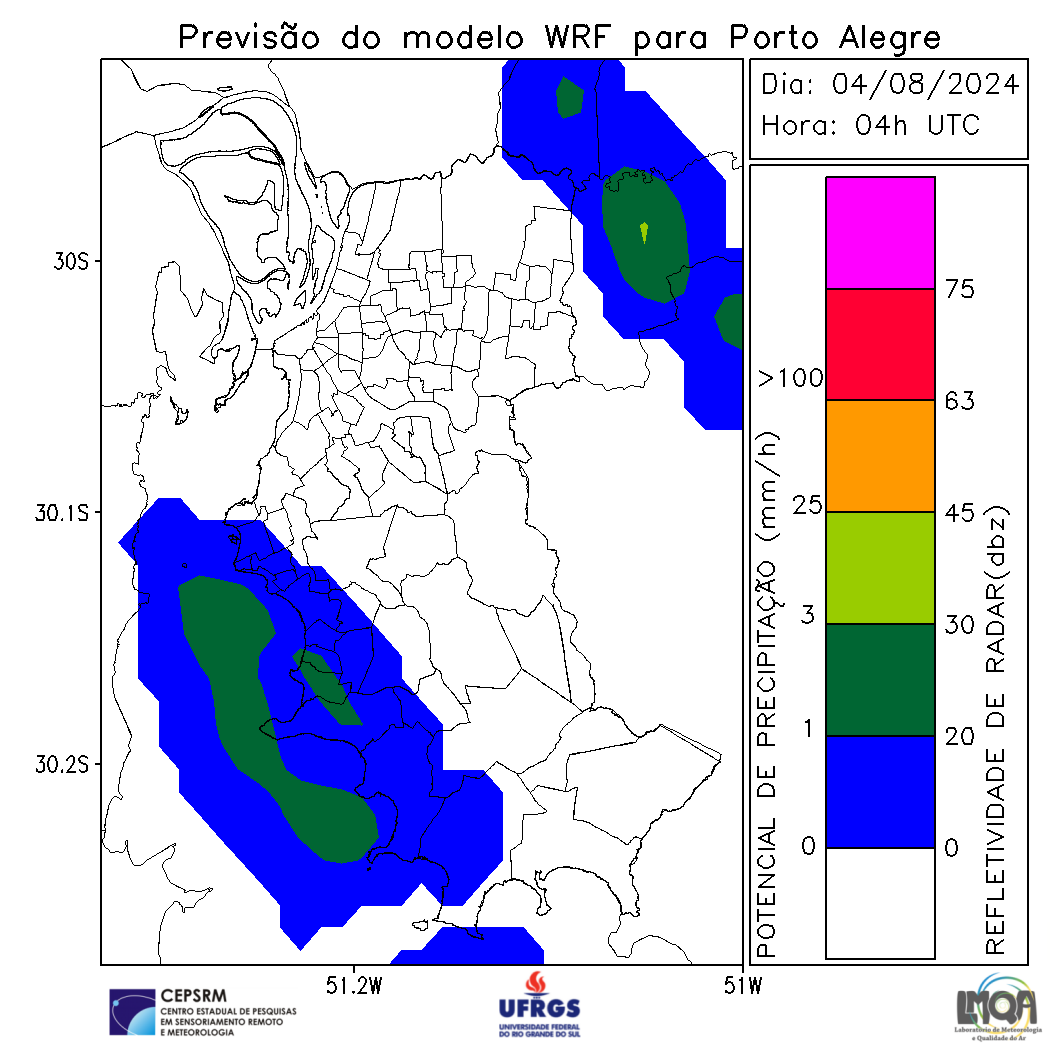 Previsão do modelo WRF para Porto Alegre
Dia: 04/08/2024
Hora: 04h UTC
30S
30.1S
30.2S
51.2W
51W
POTENCIAL DE PRECIPITAÇÃO (mm/h)
>100
25
3
1
0
75
63
45
30
20
0
REFLETIVIDADE DE RADAR(dbz)
CEPSRM
CENTRO ESTADUAL DE PESQUISAS
EM SENSORIAMENTO REMOTO
E METEOROLOGIA
UFRGS
UNIVERSIDADE FEDERAL
DO RIO GRANDE DO SUL
LMQA
Laboratório de Meteorologia
e Qualidade do Ar